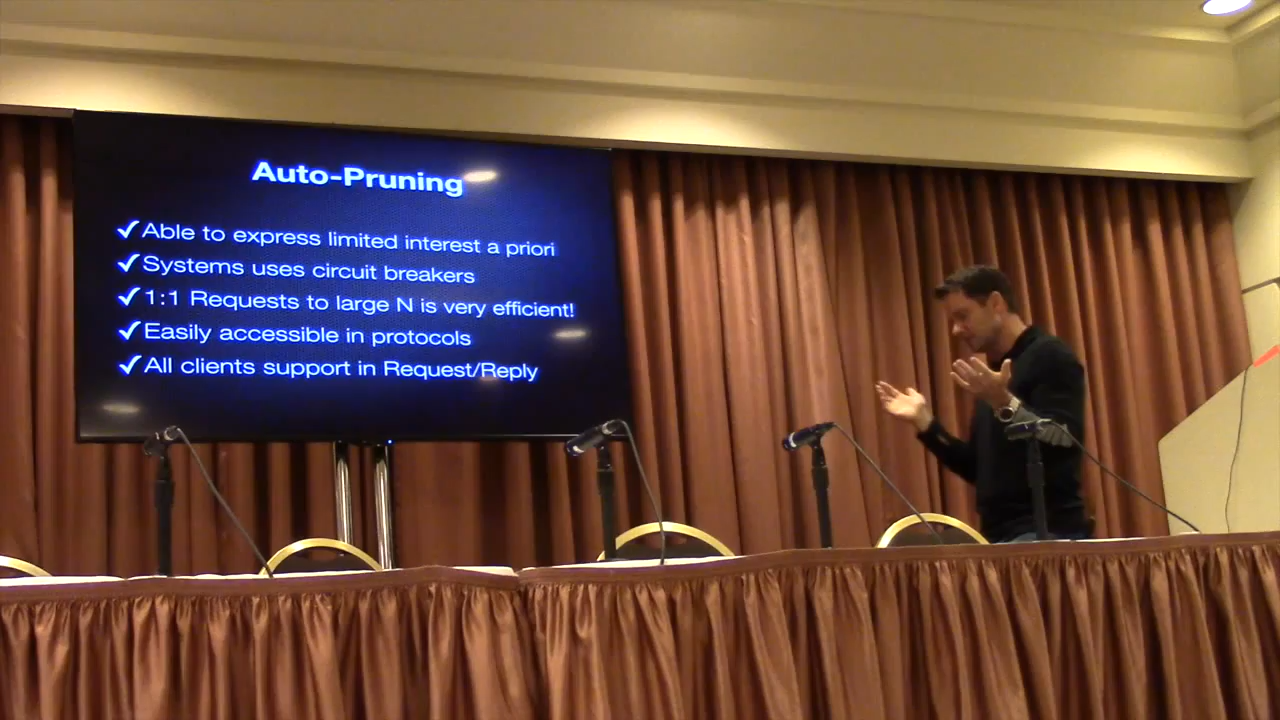 Auto-Pruning
✓Able to express limited interest a priori
✓Systems uses circuit breakers
✓1:1 Requests to large N is very efficient!
✓Easily accessible in protocols
✓All clients support in Request/Reply